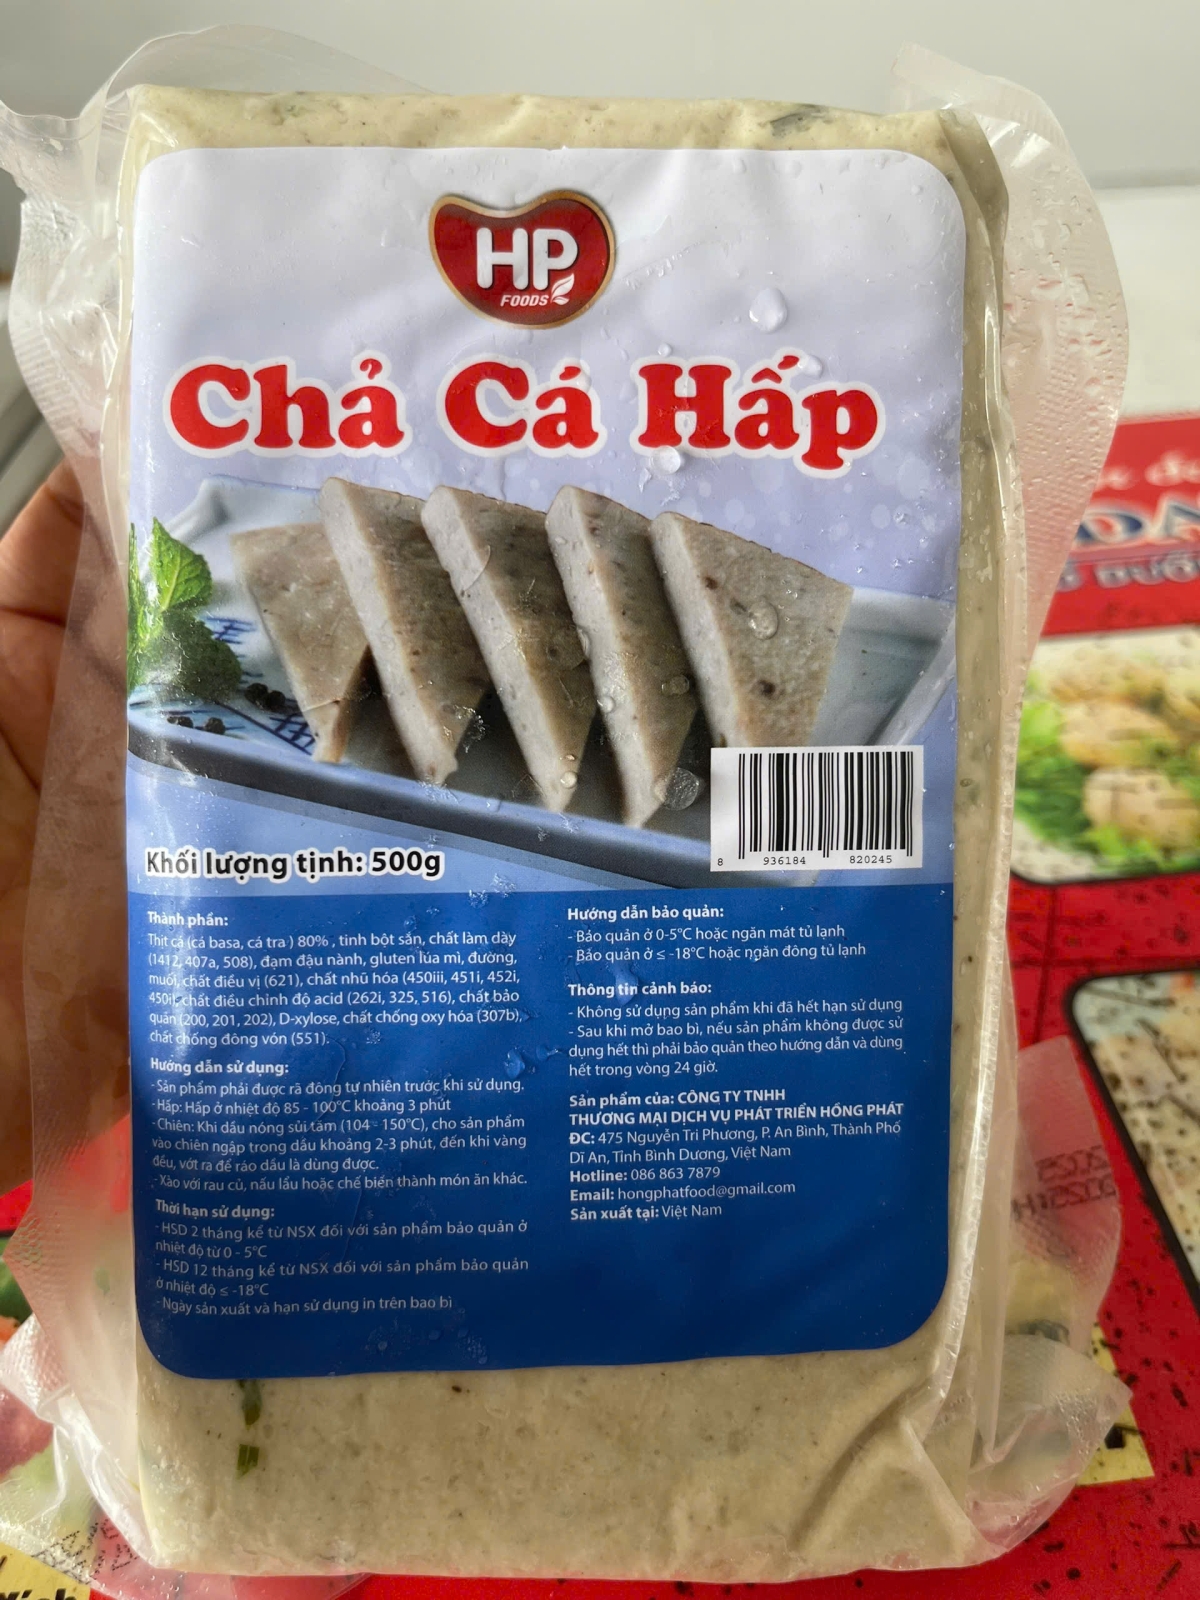 HP
FOODS
Chả Cá Hấp
8 936184 820245
Khối lượng tịnh: 500g
Thành phần:
Thịt cá (cá basa, cá tra ) 80% , tinh bột sắn, chất làm dày
(1412, 407a, 508), đạm đậu nành, gluten lúa mì, đường,
muối, chất điều vị (621), chất nhũ hóa (450iii, 451i, 452i,
450i), chất điều chỉnh độ acid (262i, 325, 516), chất bảo
quản (200, 201, 202), D-xylose, chất chống oxy hóa (307b),
chất chống đông vón (551).
Hướng dẫn sử dụng:
- Sản phẩm phải được rã đông tự nhiên trước khi sử dụng.
- Hấp: Hấp ở nhiệt độ 85 - 100°C khoảng 3 phút
- Chiên: Khi dầu nóng sủi tăm (104 - 150°C), cho sản phẩm
vào chiên ngập trong dầu khoảng 2-3 phút, đến khi vàng
đều, vớt ra để ráo dầu là dùng được.
- Xào với rau củ, nấu lẩu hoặc chế biến thành món ăn khác.
Thời hạn sử dụng:
- HSD 2 tháng kể từ NSX đối với sản phẩm bảo quản ở
nhiệt độ từ 0 - 5°C
- HSD 12 tháng kể từ NSX đối với sản phẩm bảo quản
ở nhiệt độ ≤ -18°C
- Ngày sản xuất và hạn sử dụng in trên bao bì
Hướng dẫn bảo quản:
- Bảo quản ở 0-5°C hoặc ngăn mát tủ lạnh
- Bảo quản ở ≤ -18°C hoặc ngăn đông tủ lạnh
Thông tin cảnh báo:
- Không sử dụng sản phẩm khi đã hết hạn sử dụng
- Sau khi mở bao bì, nếu sản phẩm không được sử
dụng hết thì phải bảo quản theo hướng dẫn và dùng
hết trong vòng 24 giờ.
Sản phẩm của: CÔNG TY TNHH
THƯƠNG MẠI DỊCH VỤ PHÁT TRIỂN HỒNG PHÁT
ĐC: 475 Nguyễn Tri Phương, P. An Bình, Thành Phố
Dĩ An, Tỉnh Bình Dương, Việt Nam
Hotline: 086 863 7879
Email: hongphatfood@gmail.com
Sản xuất tại: Việt Nam